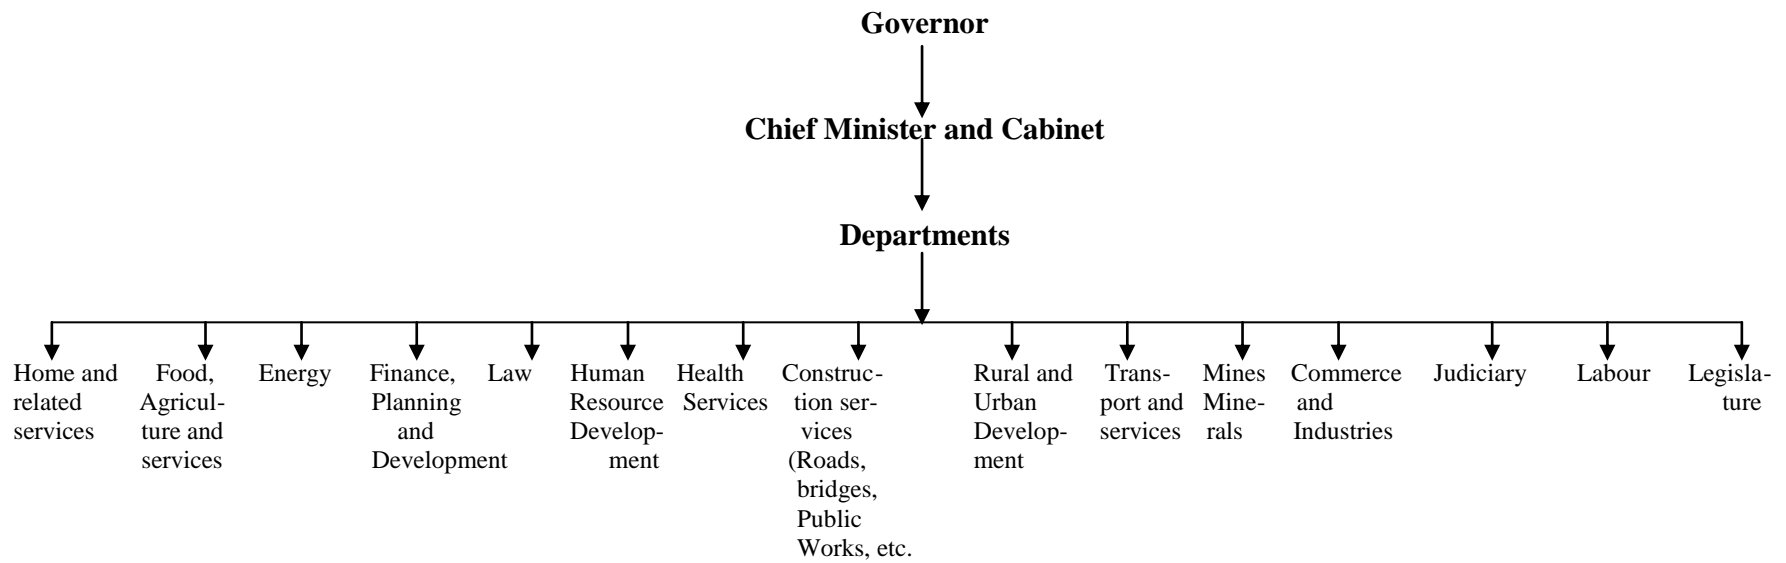 Governor
Chief Minister and Cabinet
Departments
Home and
related
services
Food,
Agricul-
ture and
services
Energy
Finance,
Planning
and
Development
Law
Human
Resource
Develop-
ment
Health
Services
Construc-
tion ser-
vices
(Roads,
bridges,
Public
Works, etc.
Rural and
Urban
Develop-
ment
Trans-
port and
services
Mines
Mine-
rals
Commerce
and
Industries
Judiciary
Labour
Legisla-
ture